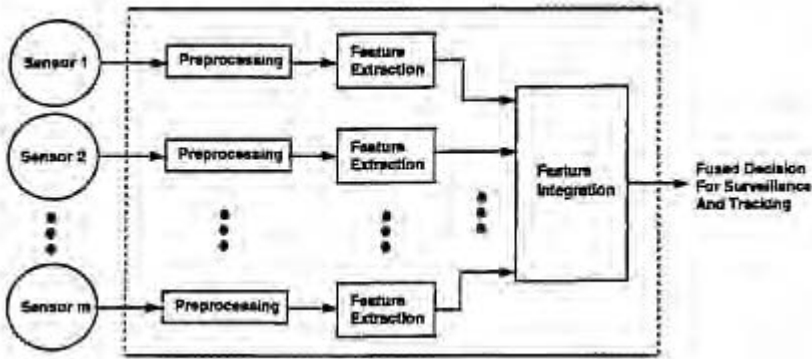 Sensor 1
Preprocessing
Feature
Extraction
Sensor 2
Preprocessing
Feature
Extraction
Feature
Integration
Fused Decision
For Surveillance
And Tracking
Sensor m
Preprocessing
Feature
Extraction